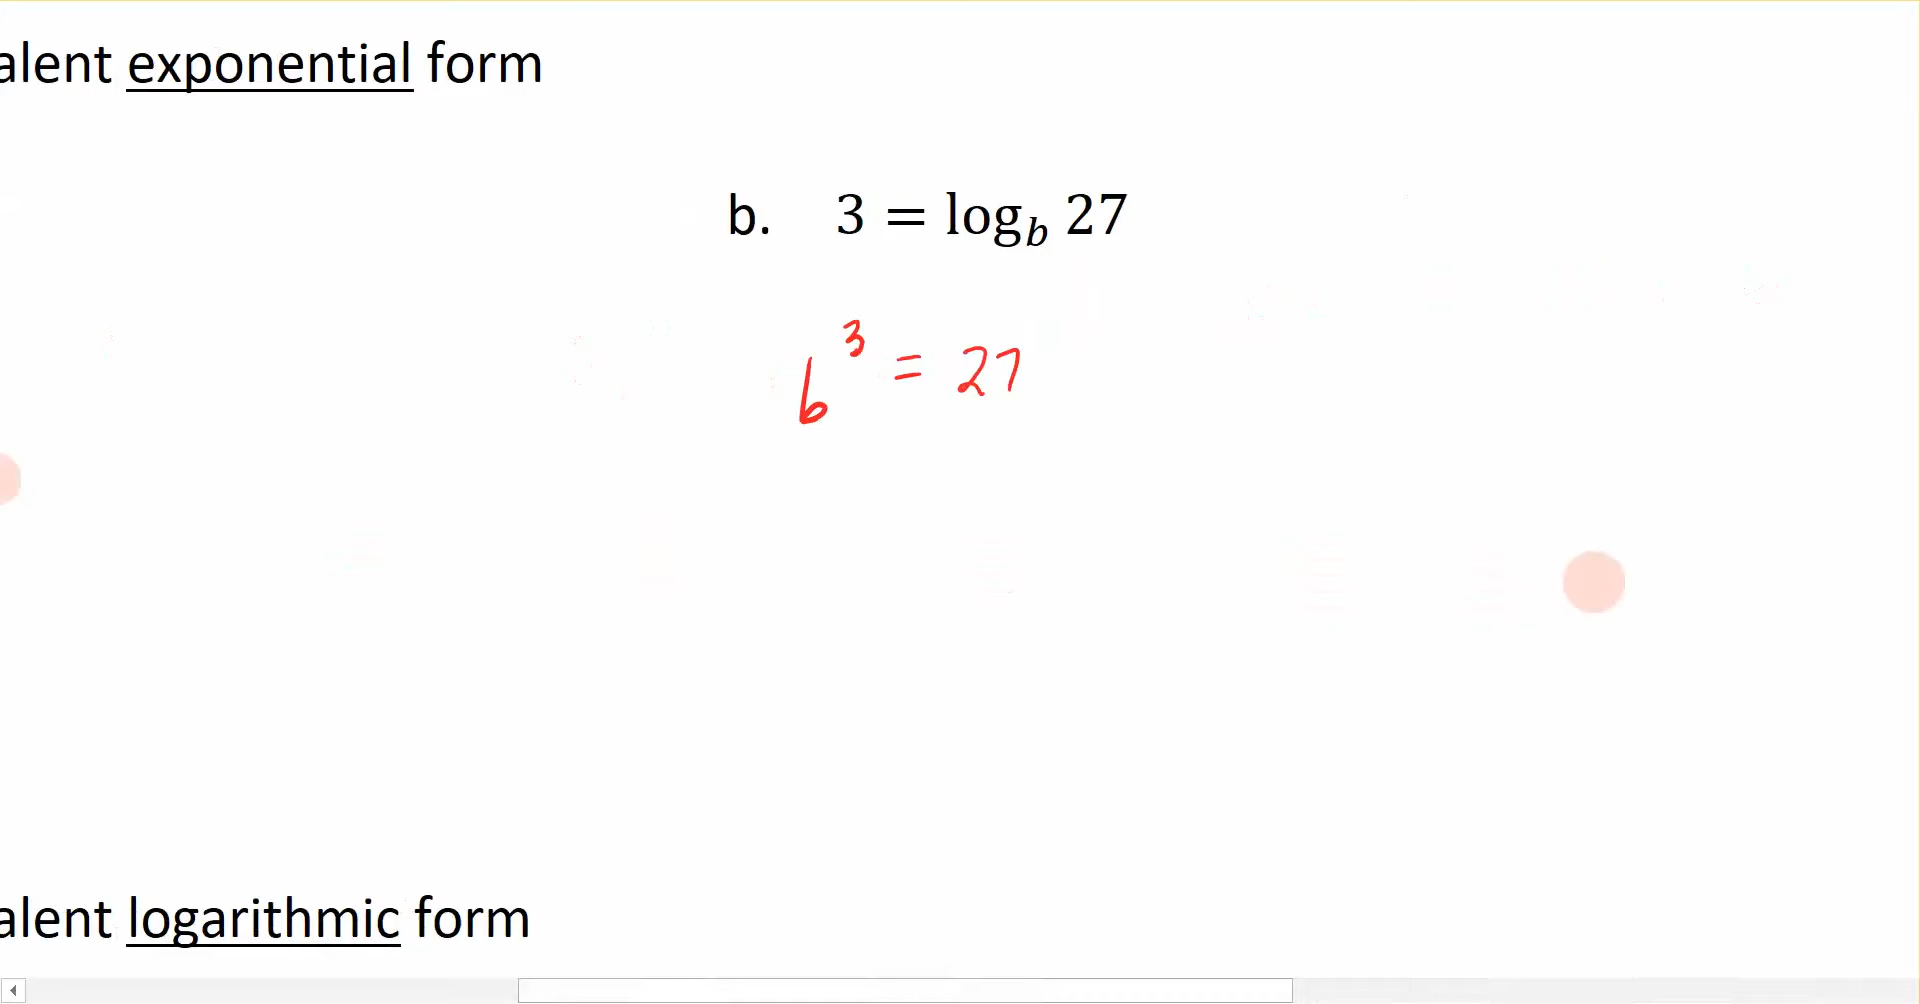 alent exponential form
b. 3 = log_b 27
b^3 = 27
alent logarithmic form